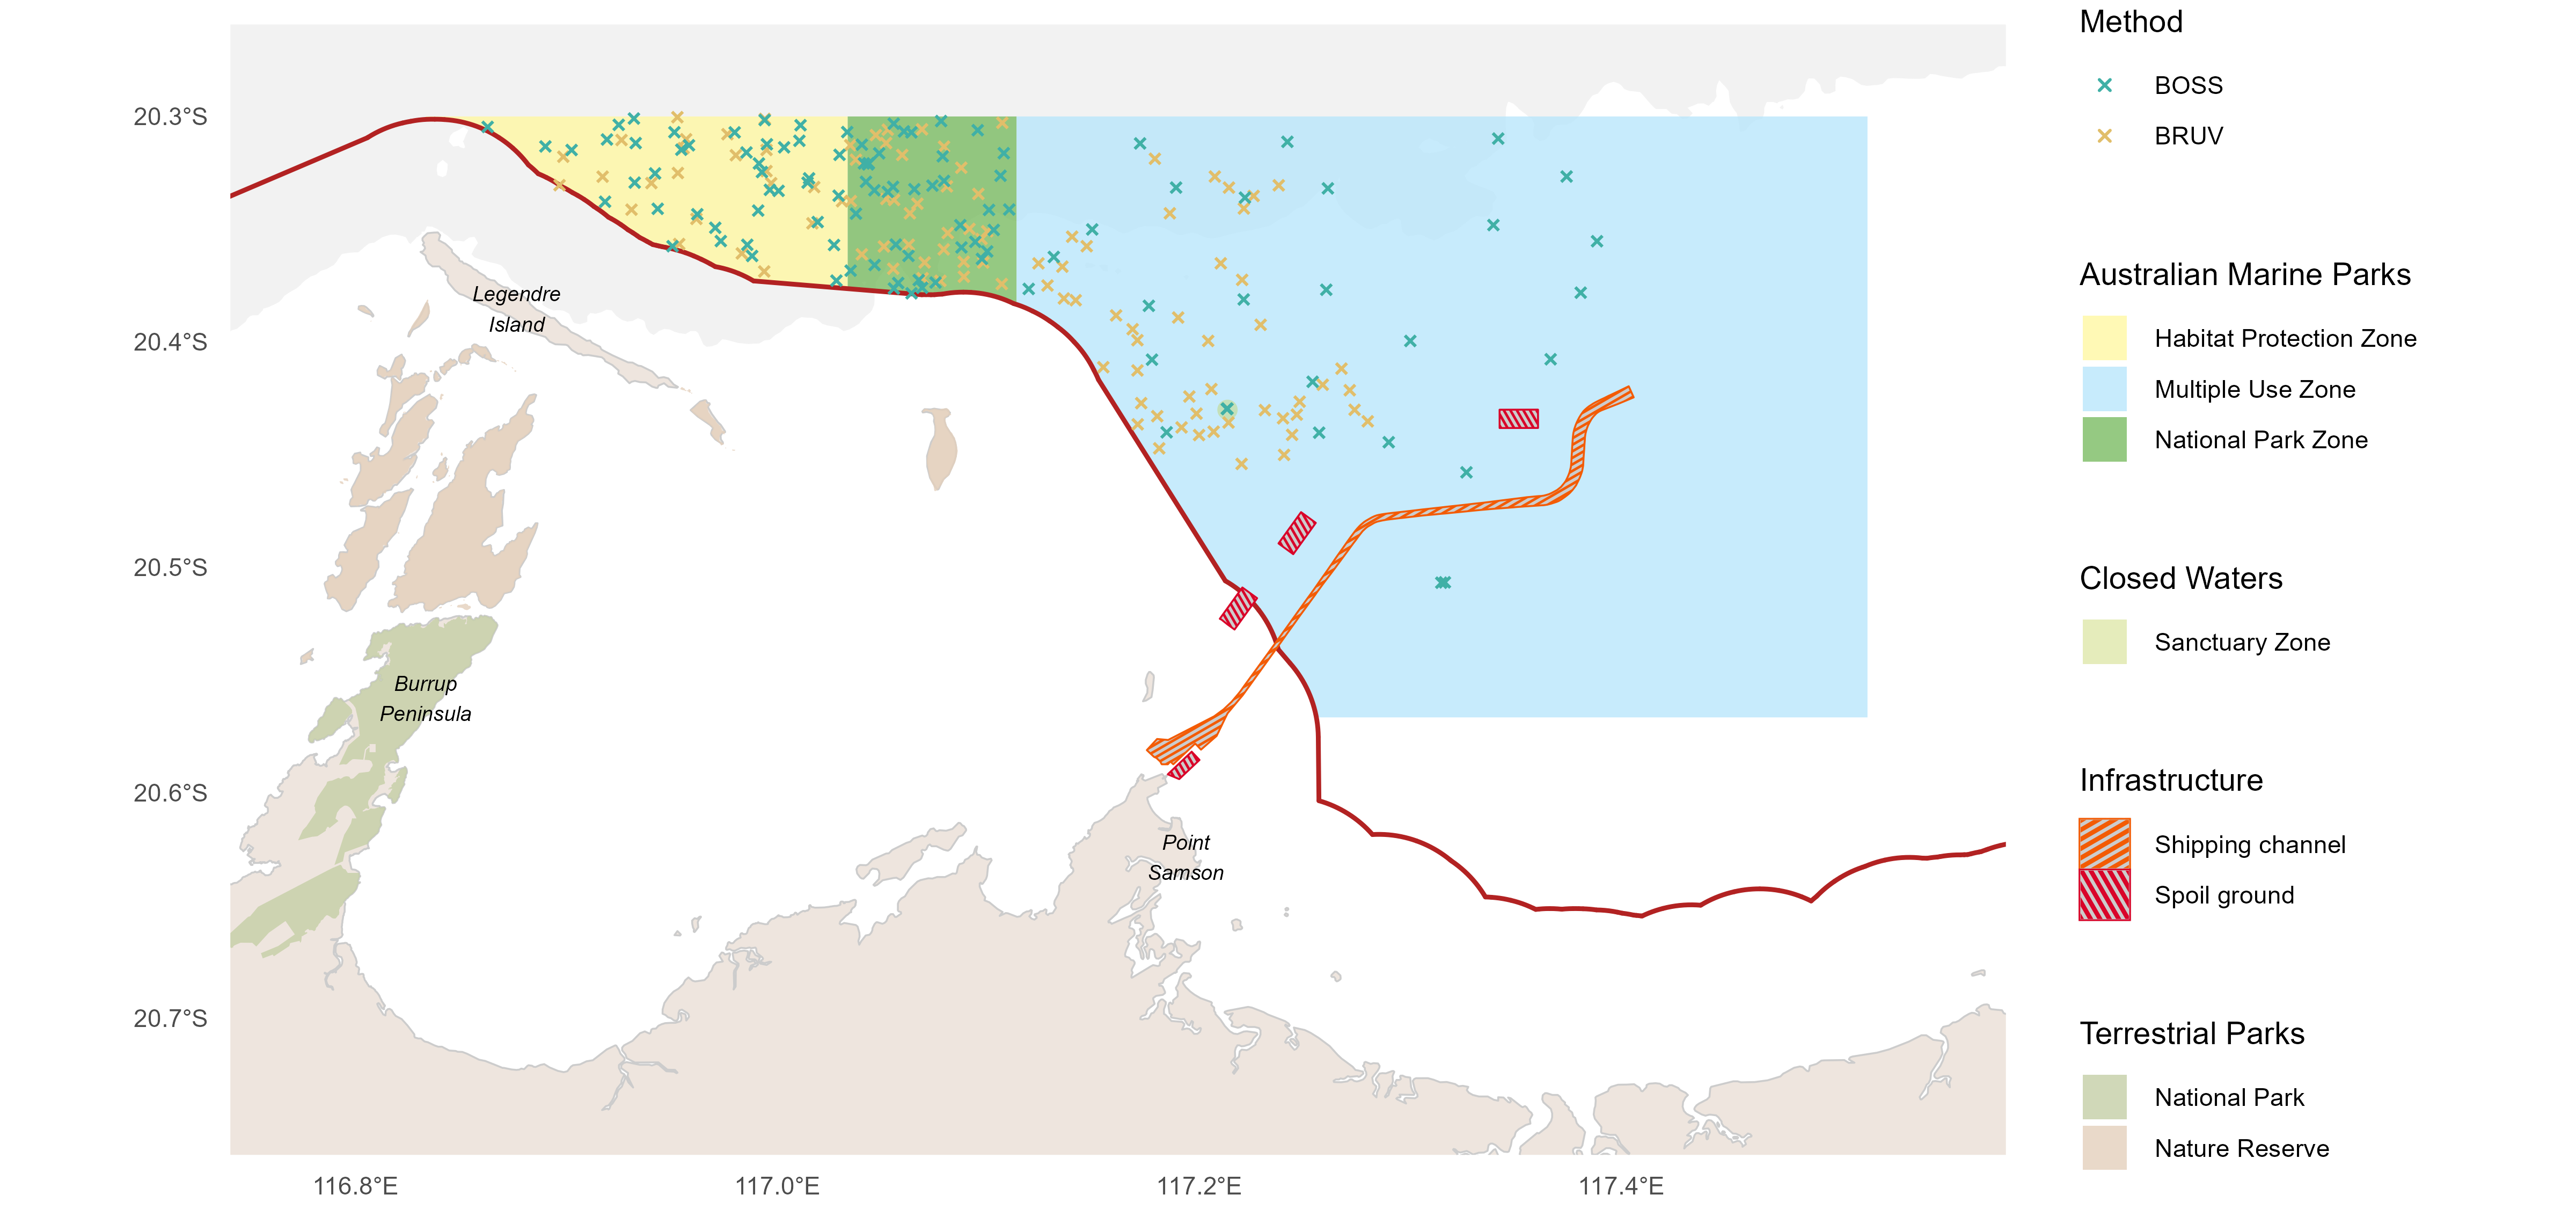 Method
BOSS
BRUV
Australian Marine Parks
Habitat Protection Zone
Multiple Use Zone
National Park Zone
Closed Waters
Sanctuary Zone
Infrastructure
Shipping channel
Spoil ground
Terrestrial Parks
National Park
Nature Reserve
20.3°S
20.4°S
20.5°S
20.6°S
20.7°S
116.8°E
117.0°E
117.2°E
117.4°E
Legendre
Island
Burrup
Peninsula
Point
Samson